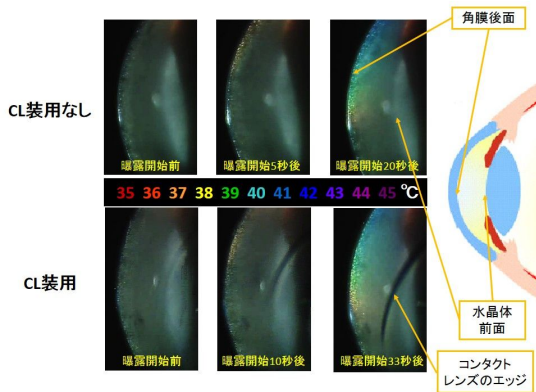 角膜後面
CL装用なし
曝露開始前
曝露開始5秒後
曝露開始20秒後
35 36 37 38 39 40 41 42 43 44 45 ℃
CL装用
曝露開始前
曝露開始10秒後
曝露開始33秒後
水晶体
前面
コンタクト
レンズのエッジ